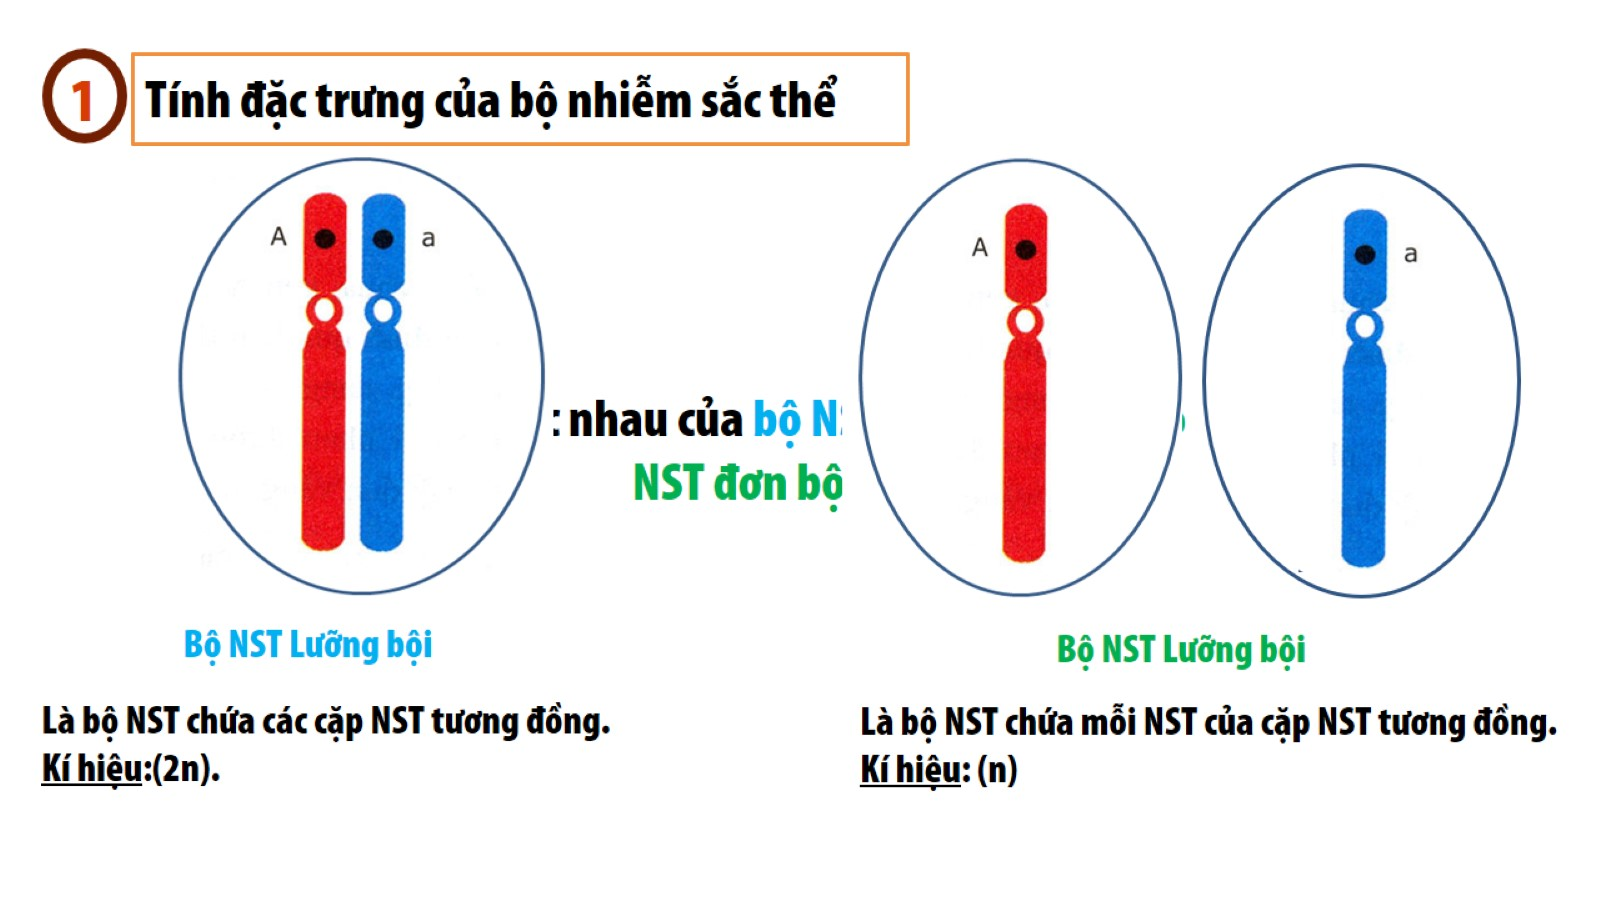 1
Tính đặc trưng của bộ nhiễm sắc thể
A
a
A
a
nhau của bộ
NST đơn bộ
Bộ NST Lưỡng bội
Bộ NST Lưỡng bội
Là bộ NST chứa các cặp NST tương đồng.
Kí hiệu:(2n).
Là bộ NST chứa mỗi NST của cặp NST tương đồng.
Kí hiệu: (n)